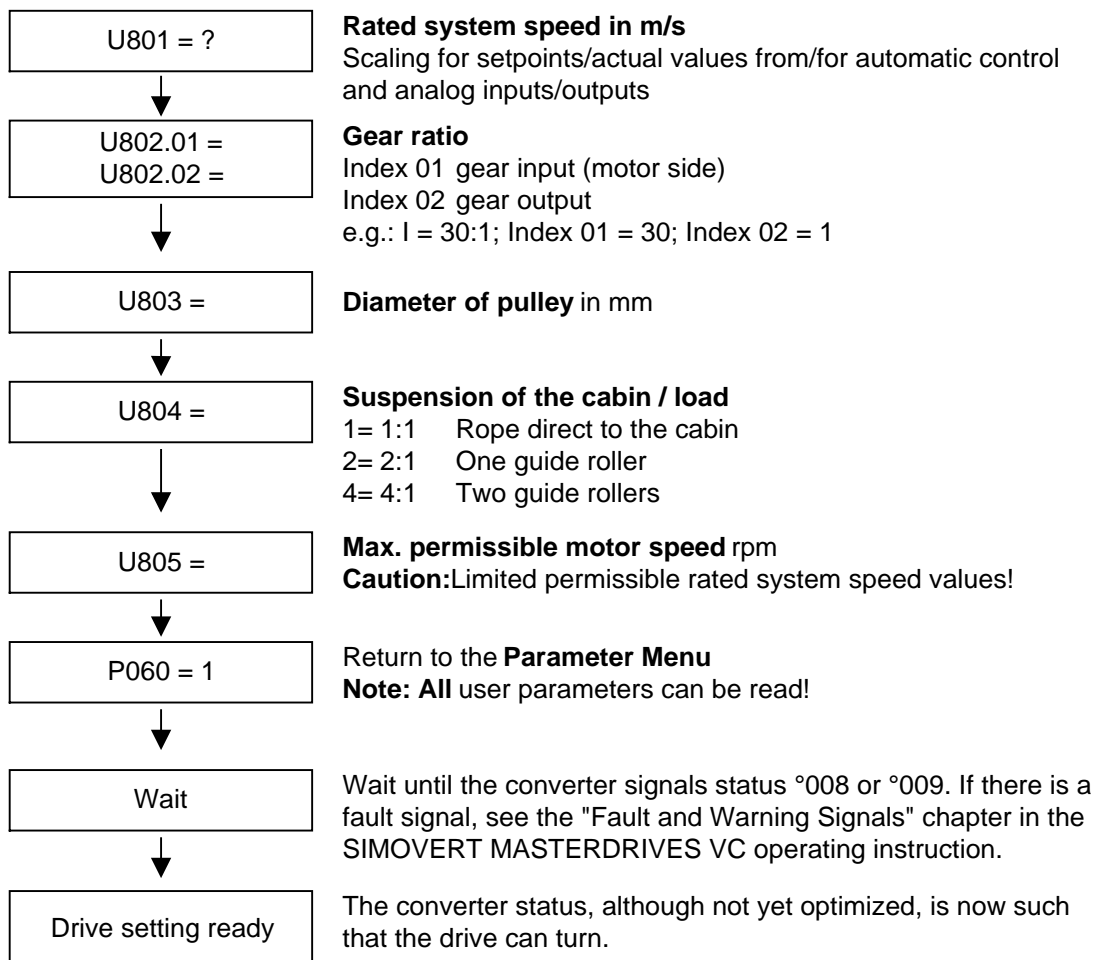 U801 = ?
Rated system speed in m/s
Scaling for setpoints/actual values from/for automatic control
and analog inputs/outputs
U802.01 =
U802.02 =
Gear ratio
Index 01 gear input (motor side)
Index 02 gear output
e.g.: I = 30:1; Index 01 = 30; Index 02 = 1
U803 =
Diameter of pulley in mm
U804 =
Suspension of the cabin / load
1= 1:1 Rope direct to the cabin
2= 2:1 One guide roller
4= 4:1 Two guide rollers
U805 =
Max. permissible motor speed rpm
Caution:Limited permissible rated system speed values!
P060 = 1
Return to the Parameter Menu
Note: All user parameters can be read!
Wait
Wait until the converter signals status °008 or °009. If there is a
fault signal, see the "Fault and Warning Signals" chapter in the
SIMOVERT MASTERDRIVES VC operating instruction.
Drive setting ready
The converter status, although not yet optimized, is now such
that the drive can turn.